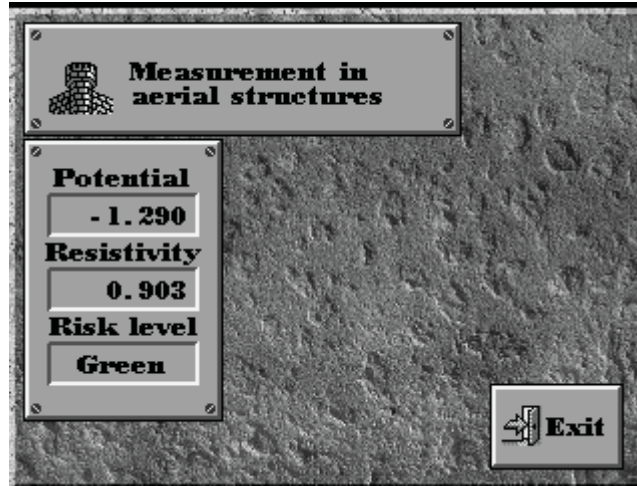 Measurement in
aerial structures
Potential
-1.290
Resistivity
0.903
Risk level
Green
Exit